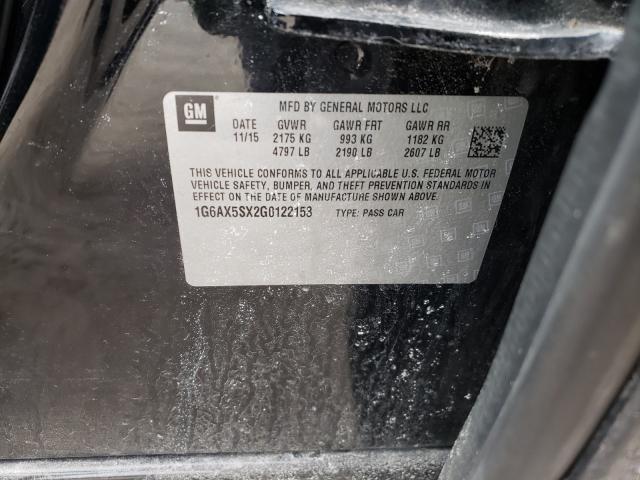 GM
MFD BY GENERAL MOTORS LLC
DATE GVWR GAWR FRT GAWR RR
11/15 2175 KG 993 KG 1182 KG
4797 LB 2190 LB 2607 LB
THIS VEHICLE CONFORMS TO ALL APPLICABLE U.S. FEDERAL MOTOR
VEHICLE SAFETY, BUMPER, AND THEFT PREVENTION STANDARDS IN
EFFECT ON THE DATE OF MANUFACTURE SHOWN ABOVE.
1G6AX5SX2G0122153 TYPE: PASS CAR